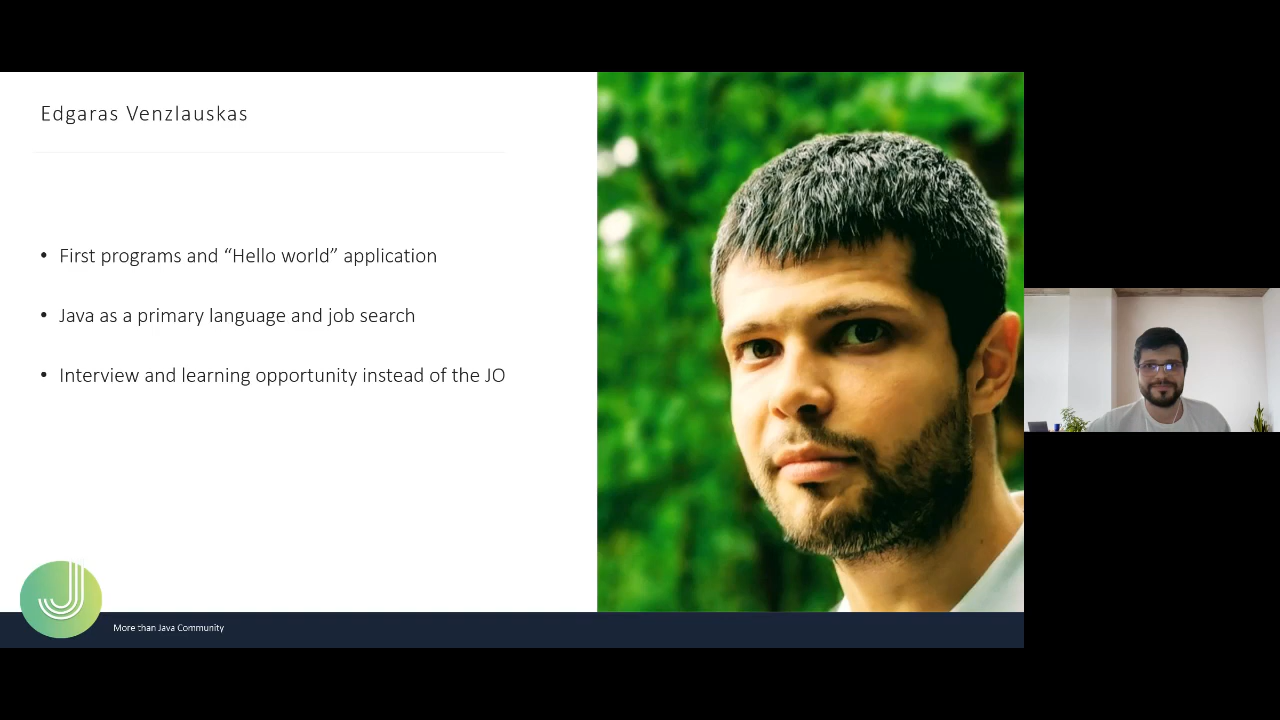 Edgaras Venzlauskas
• First programs and “Hello world” application
• Java as a primary language and job search
• Interview and learning opportunity instead of the JO
More than Java Community